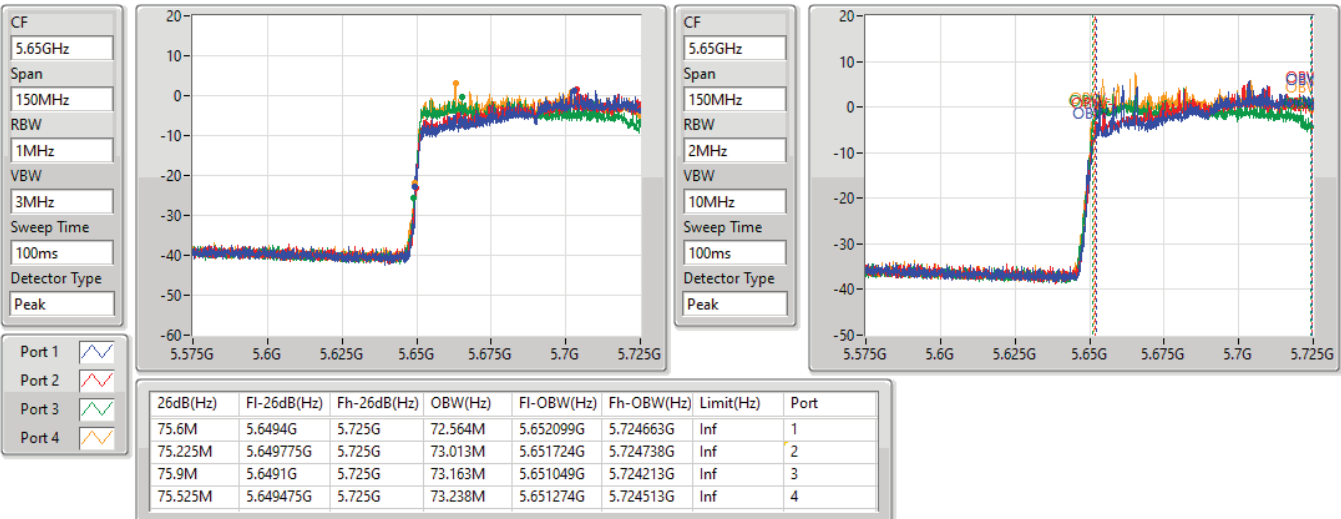 CF
5.65GHz
Span
150MHz
RBW
1MHz
VBW
3MHz
Sweep Time
100ms
Detector Type
Peak
20
10
0
-10
-20
-30
-40
-50
-60
5.575G 5.6G 5.625G 5.65G 5.675G 5.7G 5.725G
CF
5.65GHz
Span
150MHz
RBW
2MHz
VBW
10MHz
Sweep Time
100ms
Detector Type
Peak
20
10
0
-10
-20
-30
-40
-50
5.575G 5.6G 5.625G 5.65G 5.675G 5.7G 5.725G
Port 1
Port 2
Port 3
Port 4
26dB(Hz) Fl-26dB(Hz) Fh-26dB(Hz) OBW(Hz) Fl-OBW(Hz) Fh-OBW(Hz) Limit(Hz) Port
75.6M 5.6494G 5.725G 72.564M 5.652099G 5.724663G Inf 1
75.225M 5.649775G 5.725G 73.013M 5.651724G 5.724738G Inf 2
75.9M 5.6491G 5.725G 73.163M 5.651049G 5.724213G Inf 3
75.525M 5.649475G 5.725G 73.238M 5.651274G 5.724513G Inf 4